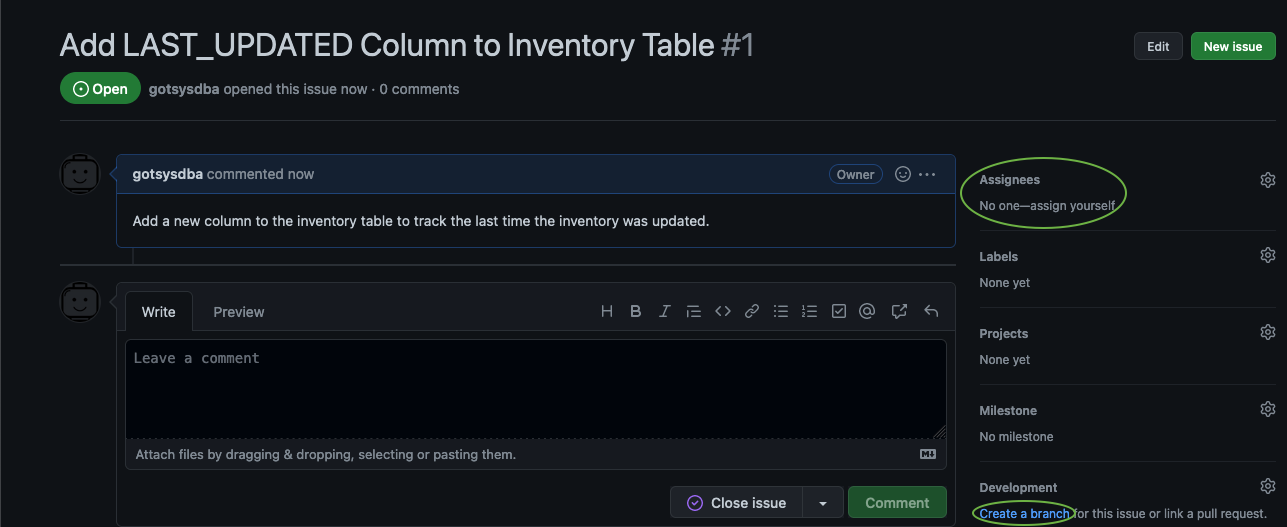 Add LAST_UPDATED Column to Inventory Table #1
Edit
New issue
Open
gotsysdba opened this issue now · 0 comments
gotsysdba commented now
Owner
Add a new column to the inventory table to track the last time the inventory was updated.
Write
Preview
Leave a comment
Attach files by dragging & dropping, selecting or pasting them.
Close issue
Comment
Assignees
No one—assign yourself
Labels
None yet
Projects
None yet
Milestone
No milestone
Development
Create a branch for this issue or link a pull request.